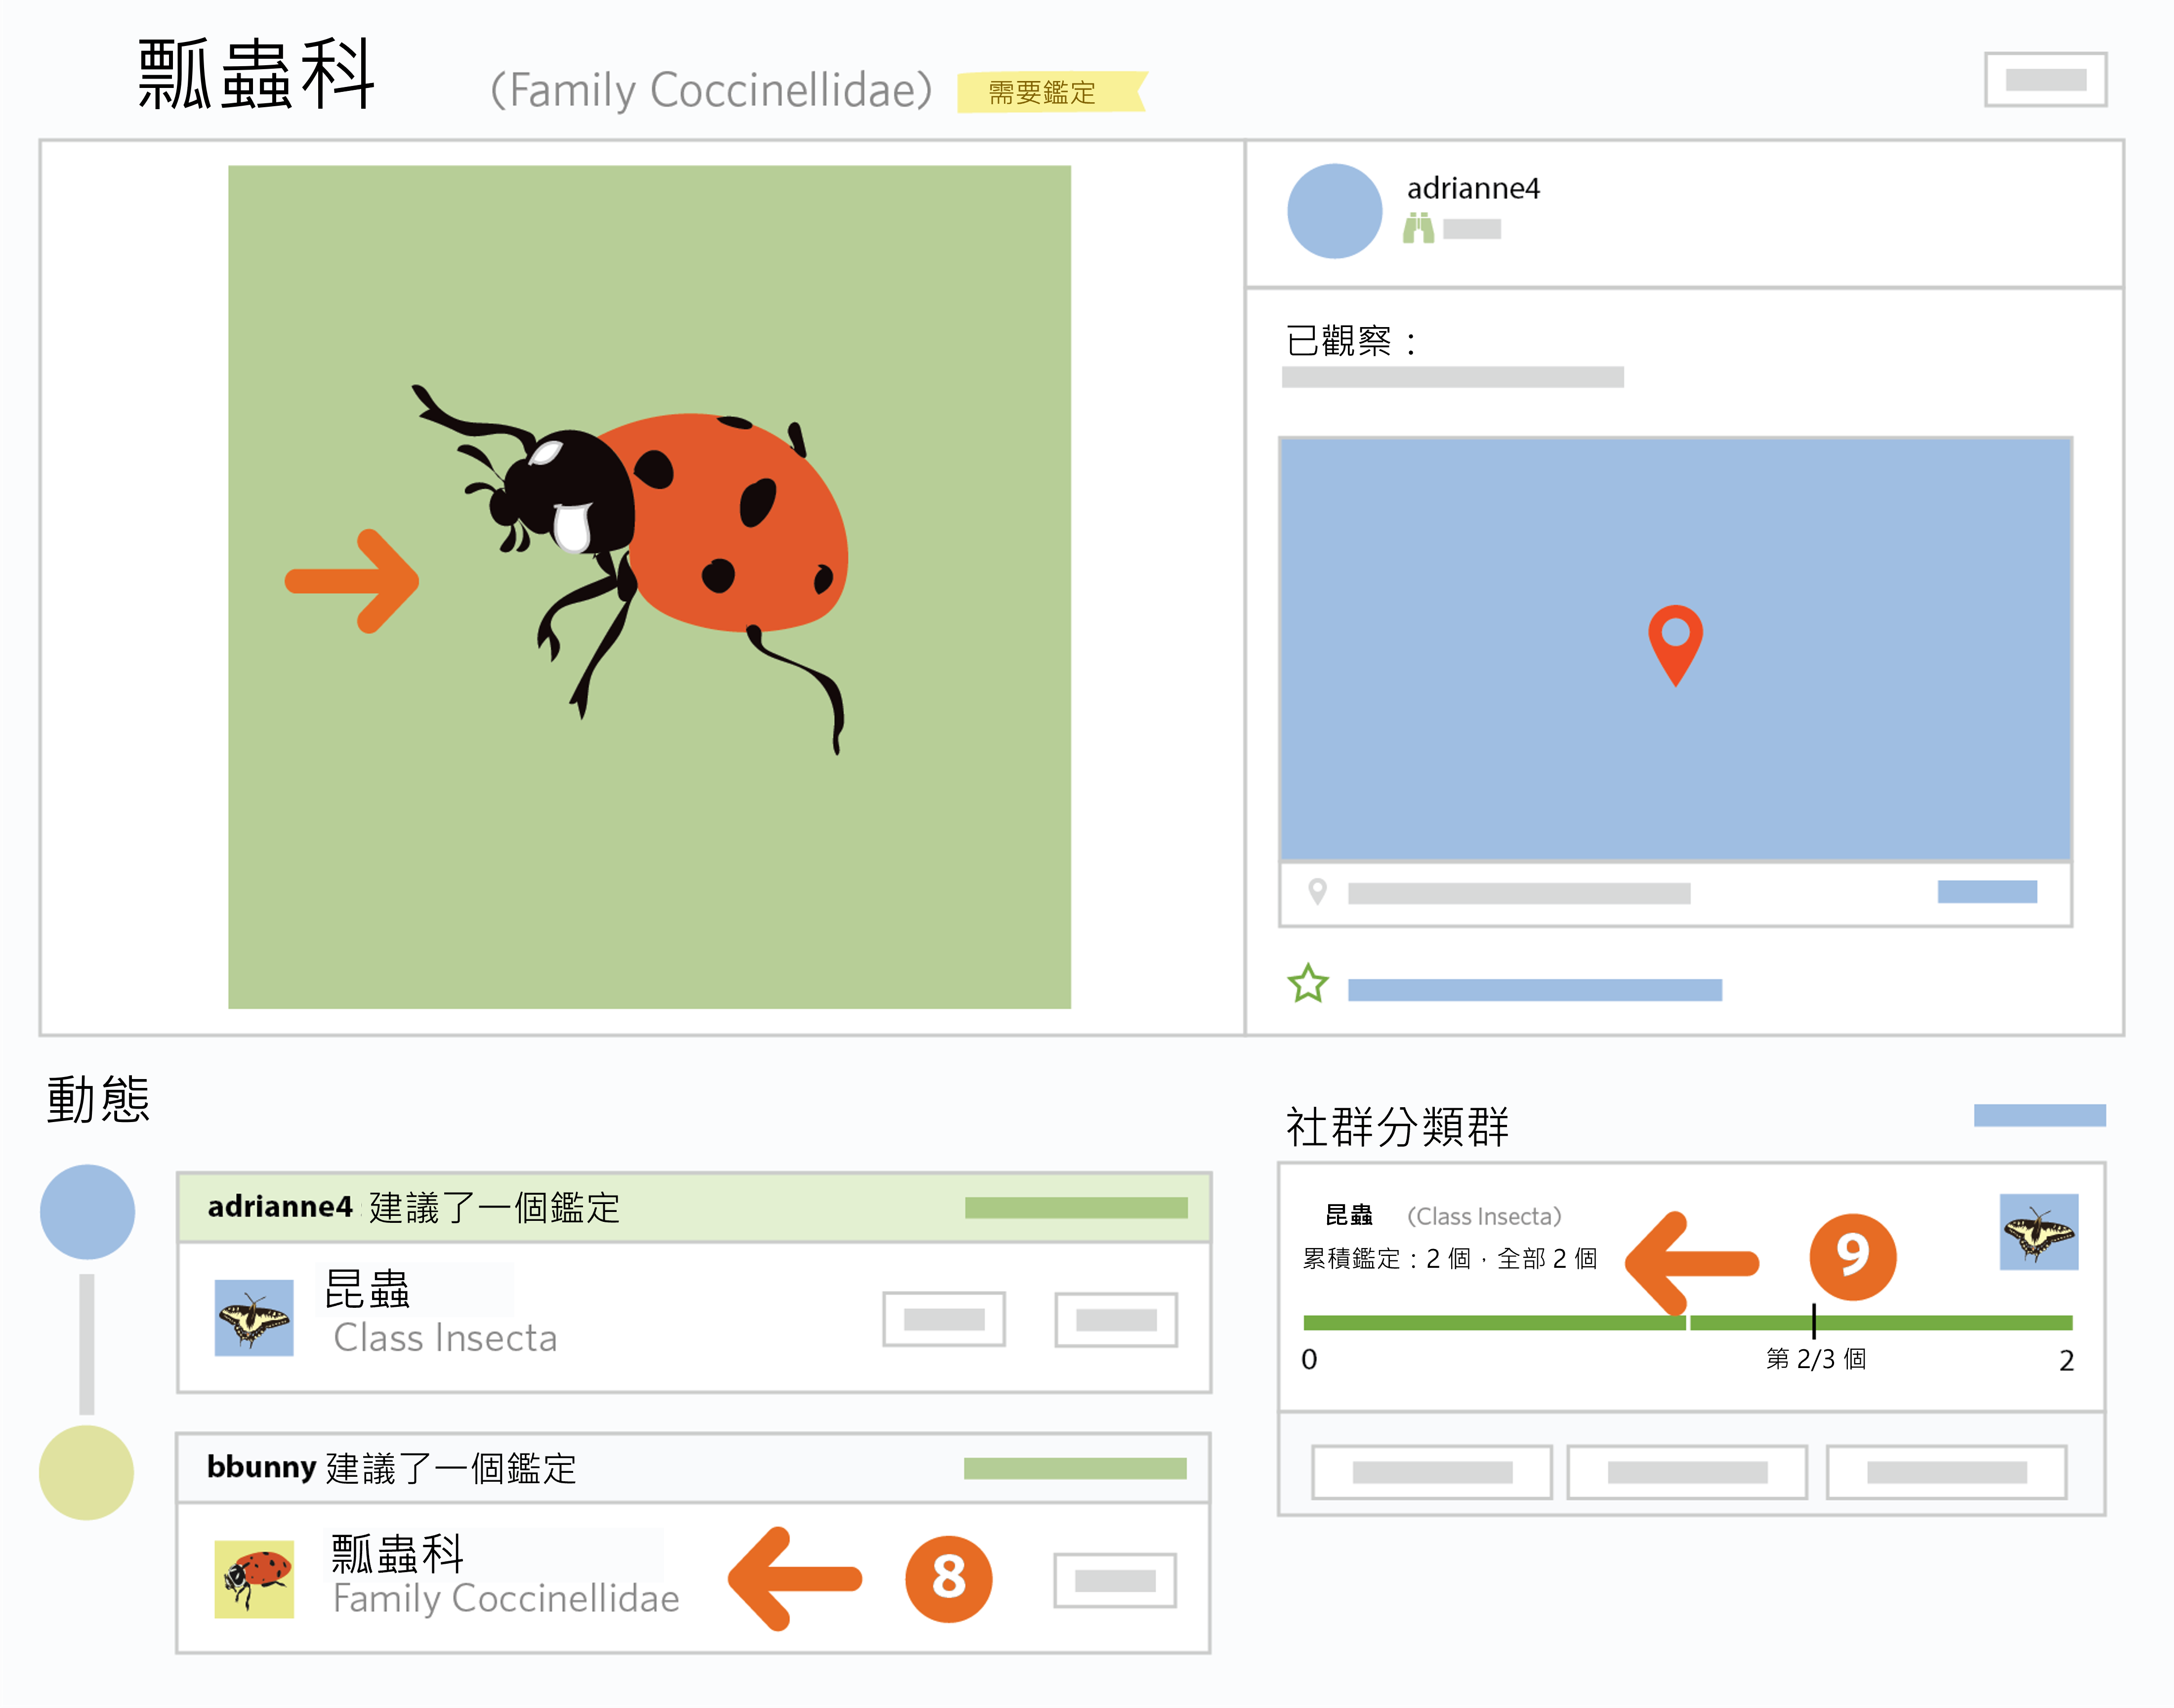 瓢蟲科 (Family Coccinellidae) 需要鑑定
adrianne4
已觀察：
動態
adrianne4 建議了一個鑑定
昆蟲
Class Insecta
bbunny 建議了一個鑑定
瓢蟲科
Family Coccinellidae
8
社群分類群
昆蟲 (Class Insecta)
累積鑑定：2 個，全部 2 個
9
0 第 2/3 個 2